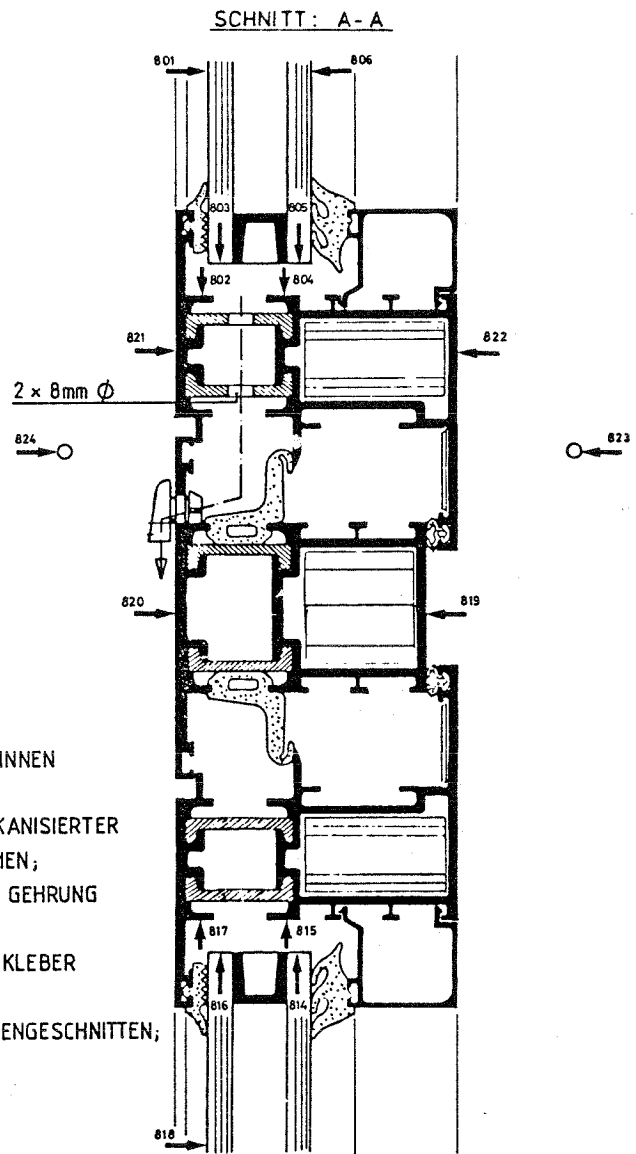 SCHNITT: A-A
801
806
803
805
802
804
821
822
2 x 8mm Ø
824
823
820
819
INNEN
KANISIERTER
HEN;
GEHRUNG
817
815
KLEBER
816
814
ENGESCHNITTEN;
818